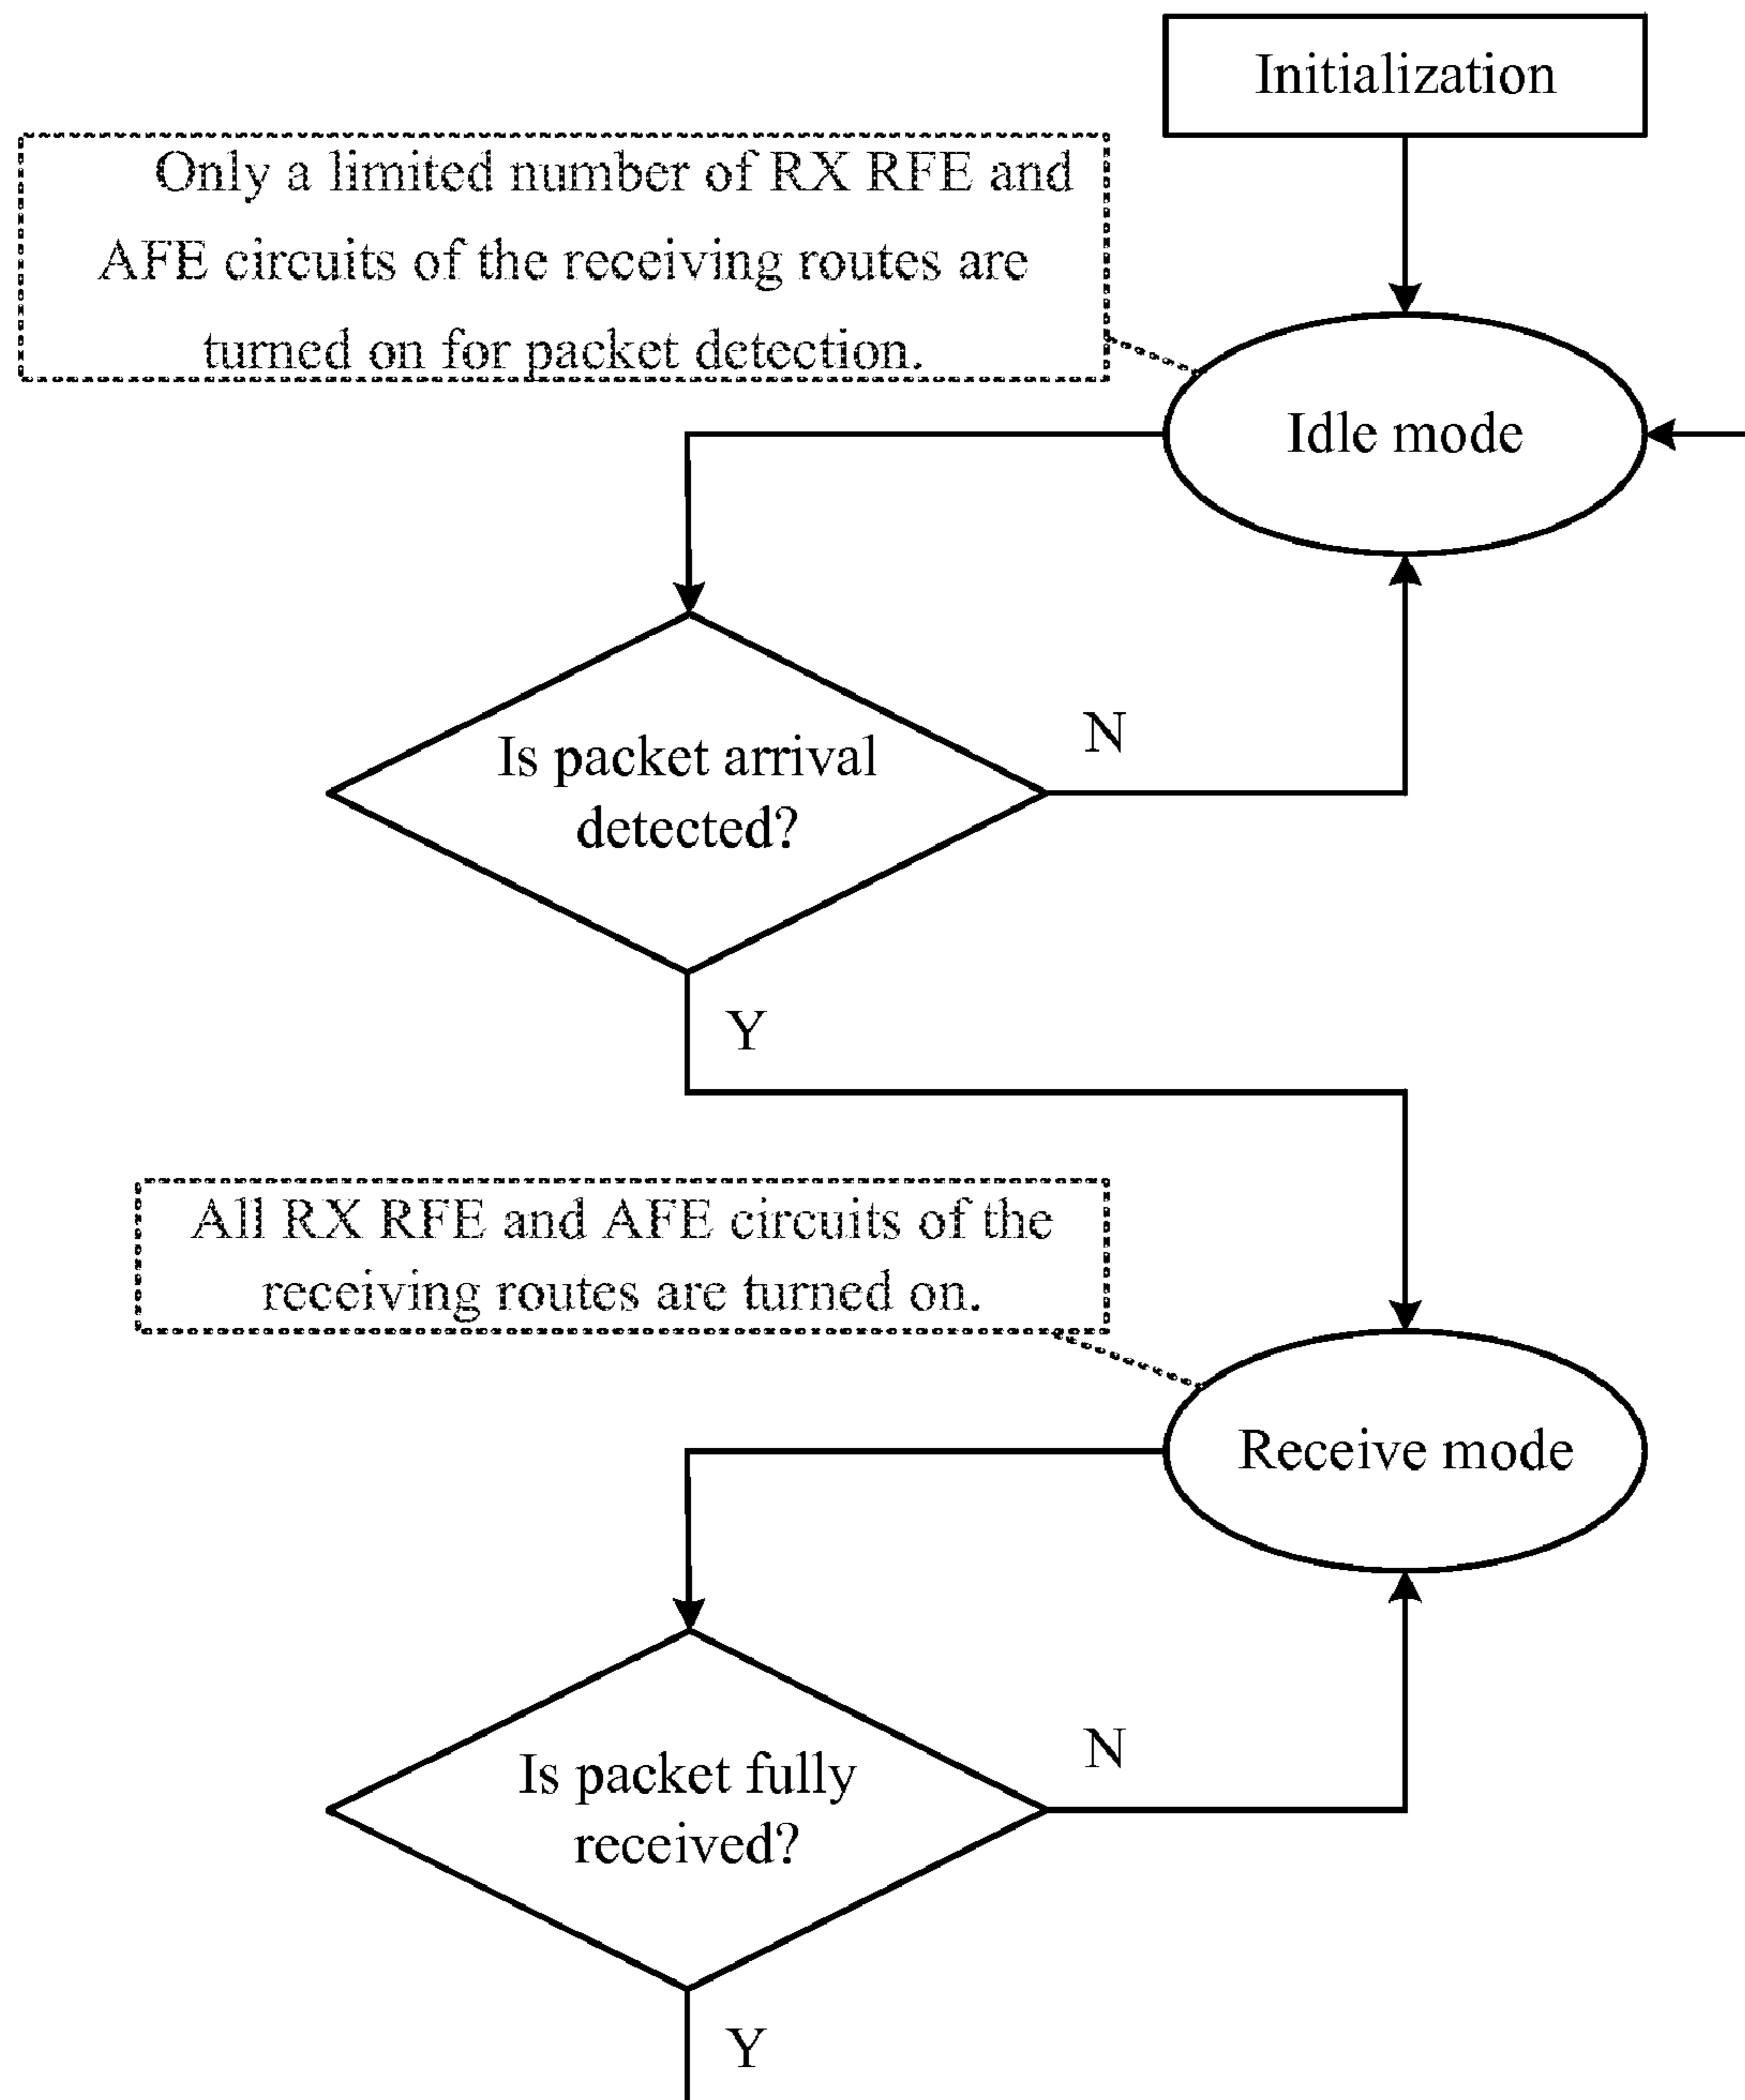 Initialization
Only a limited number of RX RFE and
AFE circuits of the receiving routes are
turned on for packet detection.
Idle mode
Is packet arrival
detected?
N
Y
All RX RFE and AFE circuits of the
receiving routes are turned on.
Receive mode
Is packet fully
received?
N
Y